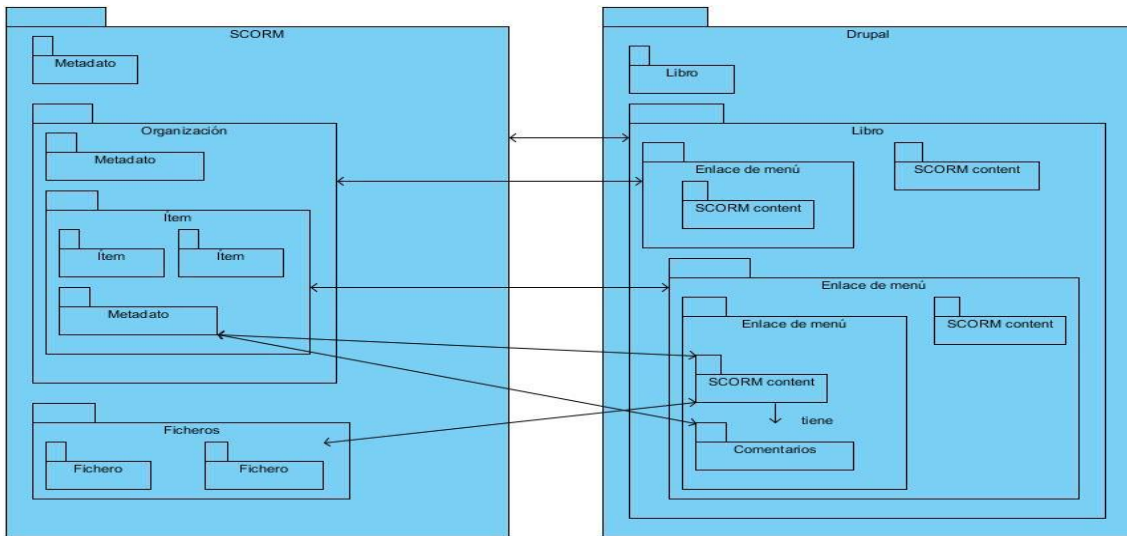 SCORM
Metadato
Organización
Metadato
Ítem
Ítem
Ítem
Metadato
Ficheros
Fichero
Fichero
Drupal
Libro
Libro
Enlace de menú
SCORM content
SCORM content
Enlace de menú
SCORM content
Enlace de menú
SCORM content
tiene
Comentarios